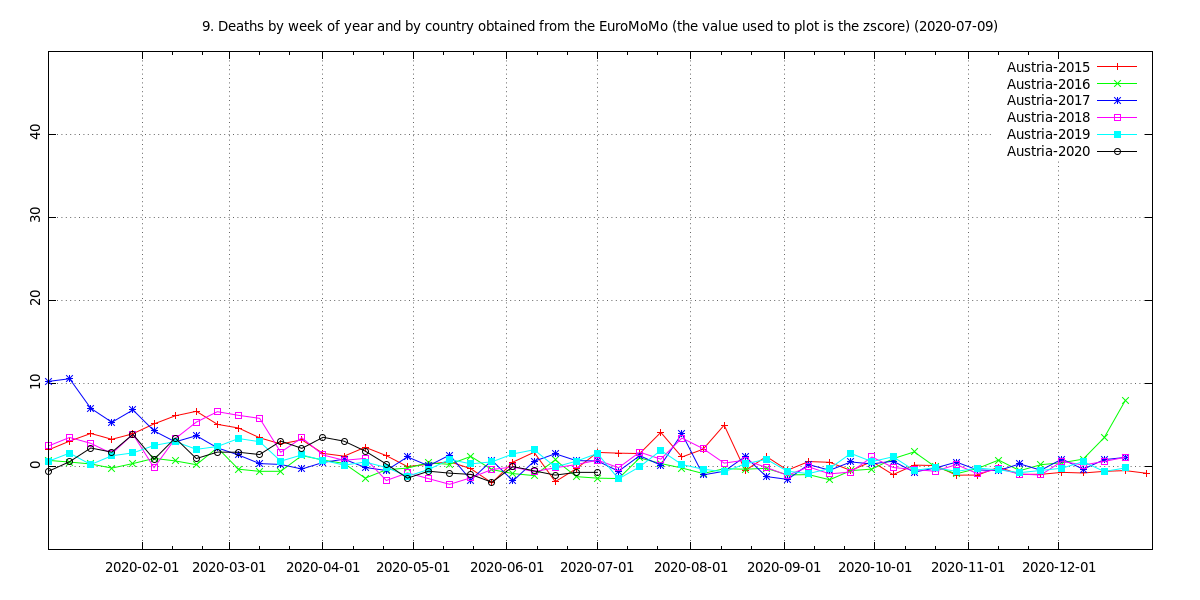 9. Deaths by week of year and by country obtained from the EuroMoMo (the value used to plot is the zscore) (2020-07-09)
Austria-2015
Austria-2016
Austria-2017
Austria-2018
Austria-2019
Austria-2020
40
30
20
10
0
2020-02-01 2020-03-01 2020-04-01 2020-05-01 2020-06-01 2020-07-01 2020-08-01 2020-09-01 2020-10-01 2020-11-01 2020-12-01